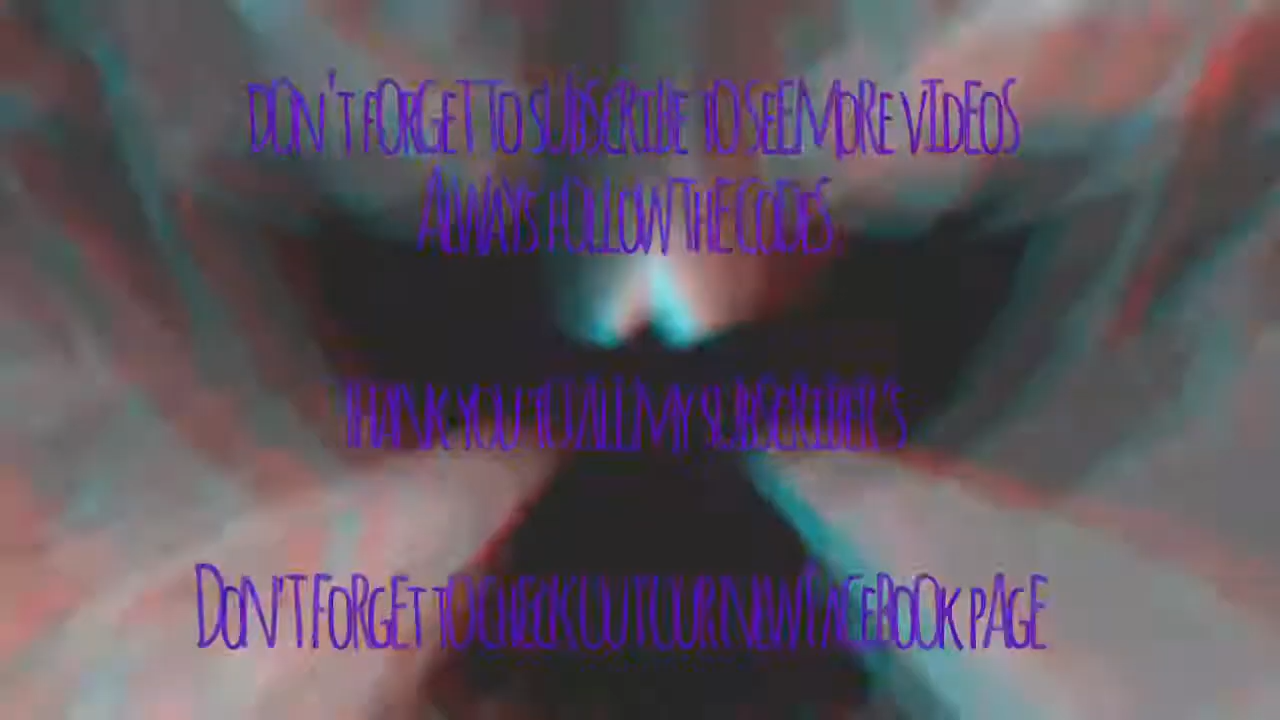 DON'T FORGET TO SUBSCRIBE TO SEE MORE VIDEOS
ALWAYS FOLLOW THE CODES
THANK YOU TO ALL MY SUBSCRIBER'S
DON'T FORGET TO CHECK OUT OUR NEW FACEBOOK PAGE